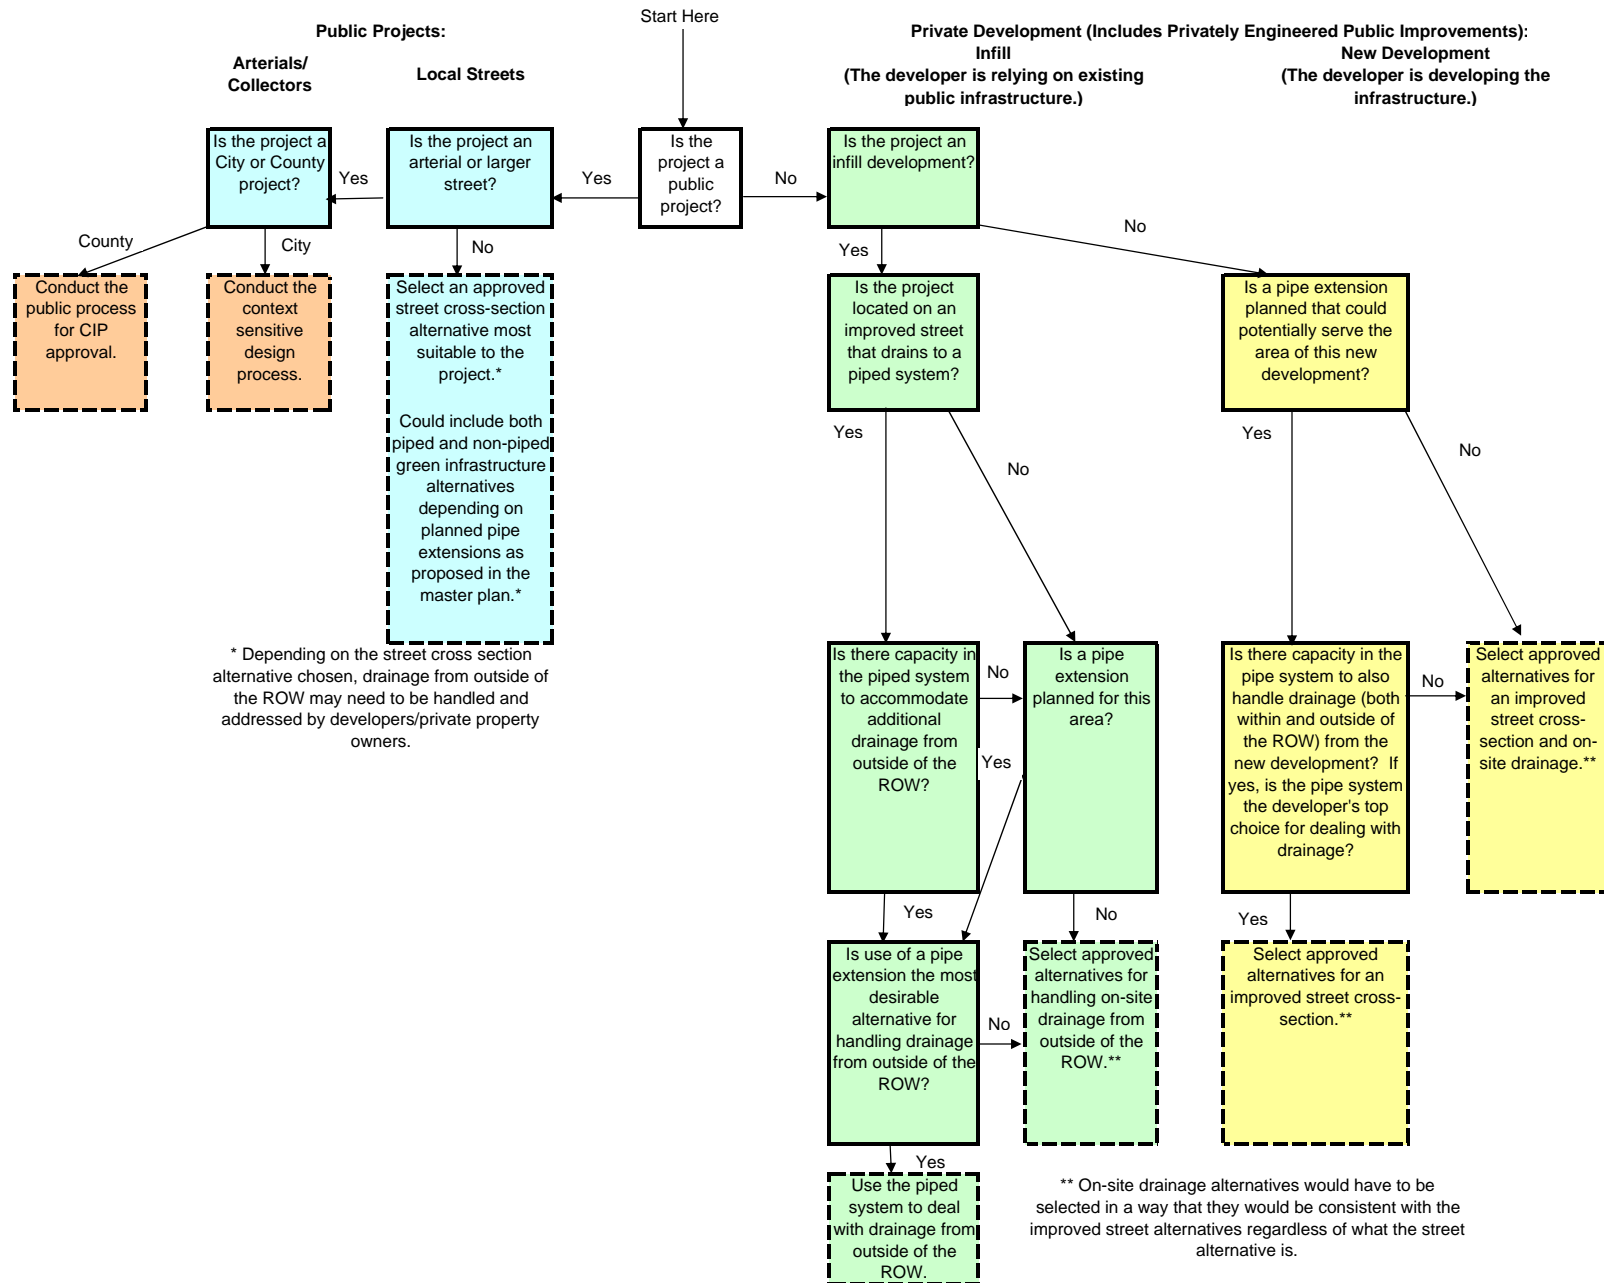 Start Here
Public Projects:
Arterials/
Collectors
Local Streets
Private Development (Includes Privately Engineered Public Improvements):
Infill
(The developer is relying on existing
public infrastructure.)
New Development
(The developer is developing the
infrastructure.)
Is the project a
City or County
project?
Yes
Is the project an
arterial or larger
street?
Yes
Is the
project a
public
project?
No
Is the project an
infill development?
County
City
No
Yes
No
Conduct the
public process
for CIP
approval.
Conduct the
context
sensitive
design
process.
Select an approved
street cross-section
alternative most
suitable to the
project.*
Could include both
piped and non-piped
green infrastructure
alternatives
depending on
planned pipe
extensions as
proposed in the
master plan.*
Is the project
located on an
improved street
that drains to a
piped system?
Is a pipe extension
planned that could
potentially serve the
area of this new
development?
Yes
No
Yes
No
* Depending on the street cross section
alternative chosen, drainage from outside of
the ROW may need to be handled and
addressed by developers/private property
owners.
Is there capacity in
the piped system
to accommodate
additional
drainage from
outside of the
ROW?
No
Yes
Is a pipe
extension
planned for this
area?
Is there capacity in the
pipe system to also
handle drainage (both
within and outside of
the ROW) from the
new development? If
yes, is the pipe system
the developer's top
choice for dealing with
drainage?
No
Select approved
alternatives for
an improved
street cross-
section and on-
site drainage.**
Yes
No
Yes
Is use of a pipe
extension the most
desirable
alternative for
handling drainage
from outside of the
ROW?
No
Select approved
alternatives for
handling on-site
drainage from
outside of the
ROW.**
Select approved
alternatives for an
improved street cross-
section.**
Yes
Use the piped
system to deal
with drainage from
outside of the
ROW.
** On-site drainage alternatives would have to be
selected in a way that they would be consistent with the
improved street alternatives regardless of what the street
alternative is.